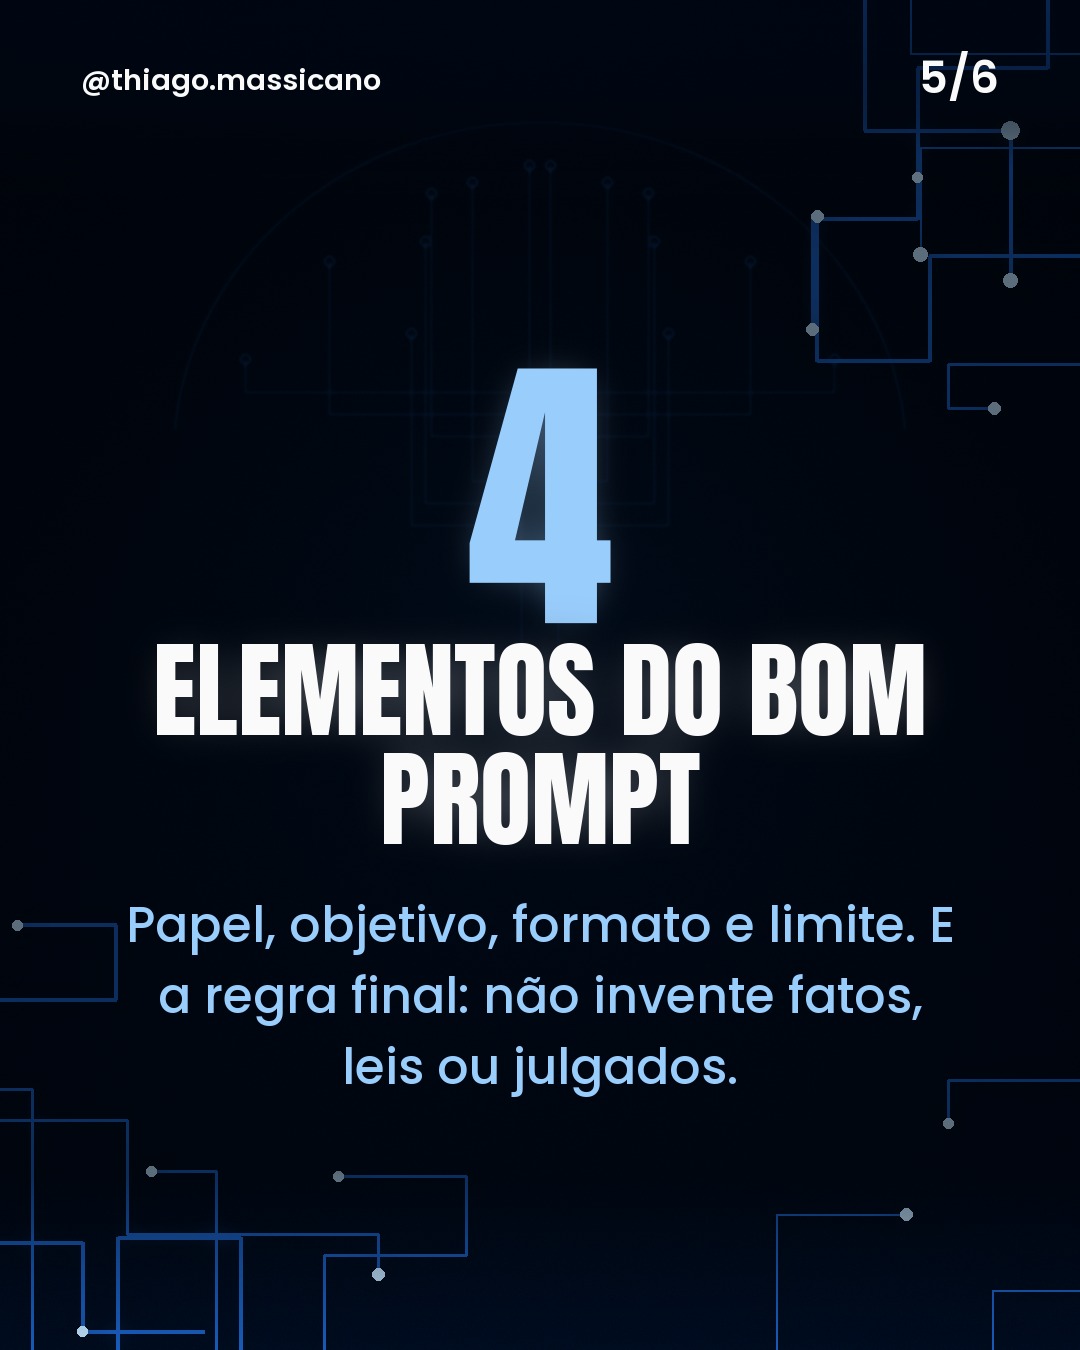 @thiago.massicano
5/6
4
ELEMENTOS DO BOM
PROMPT
Papel, objetivo, formato e limite. E
a regra final: não invente fatos,
leis ou julgados.